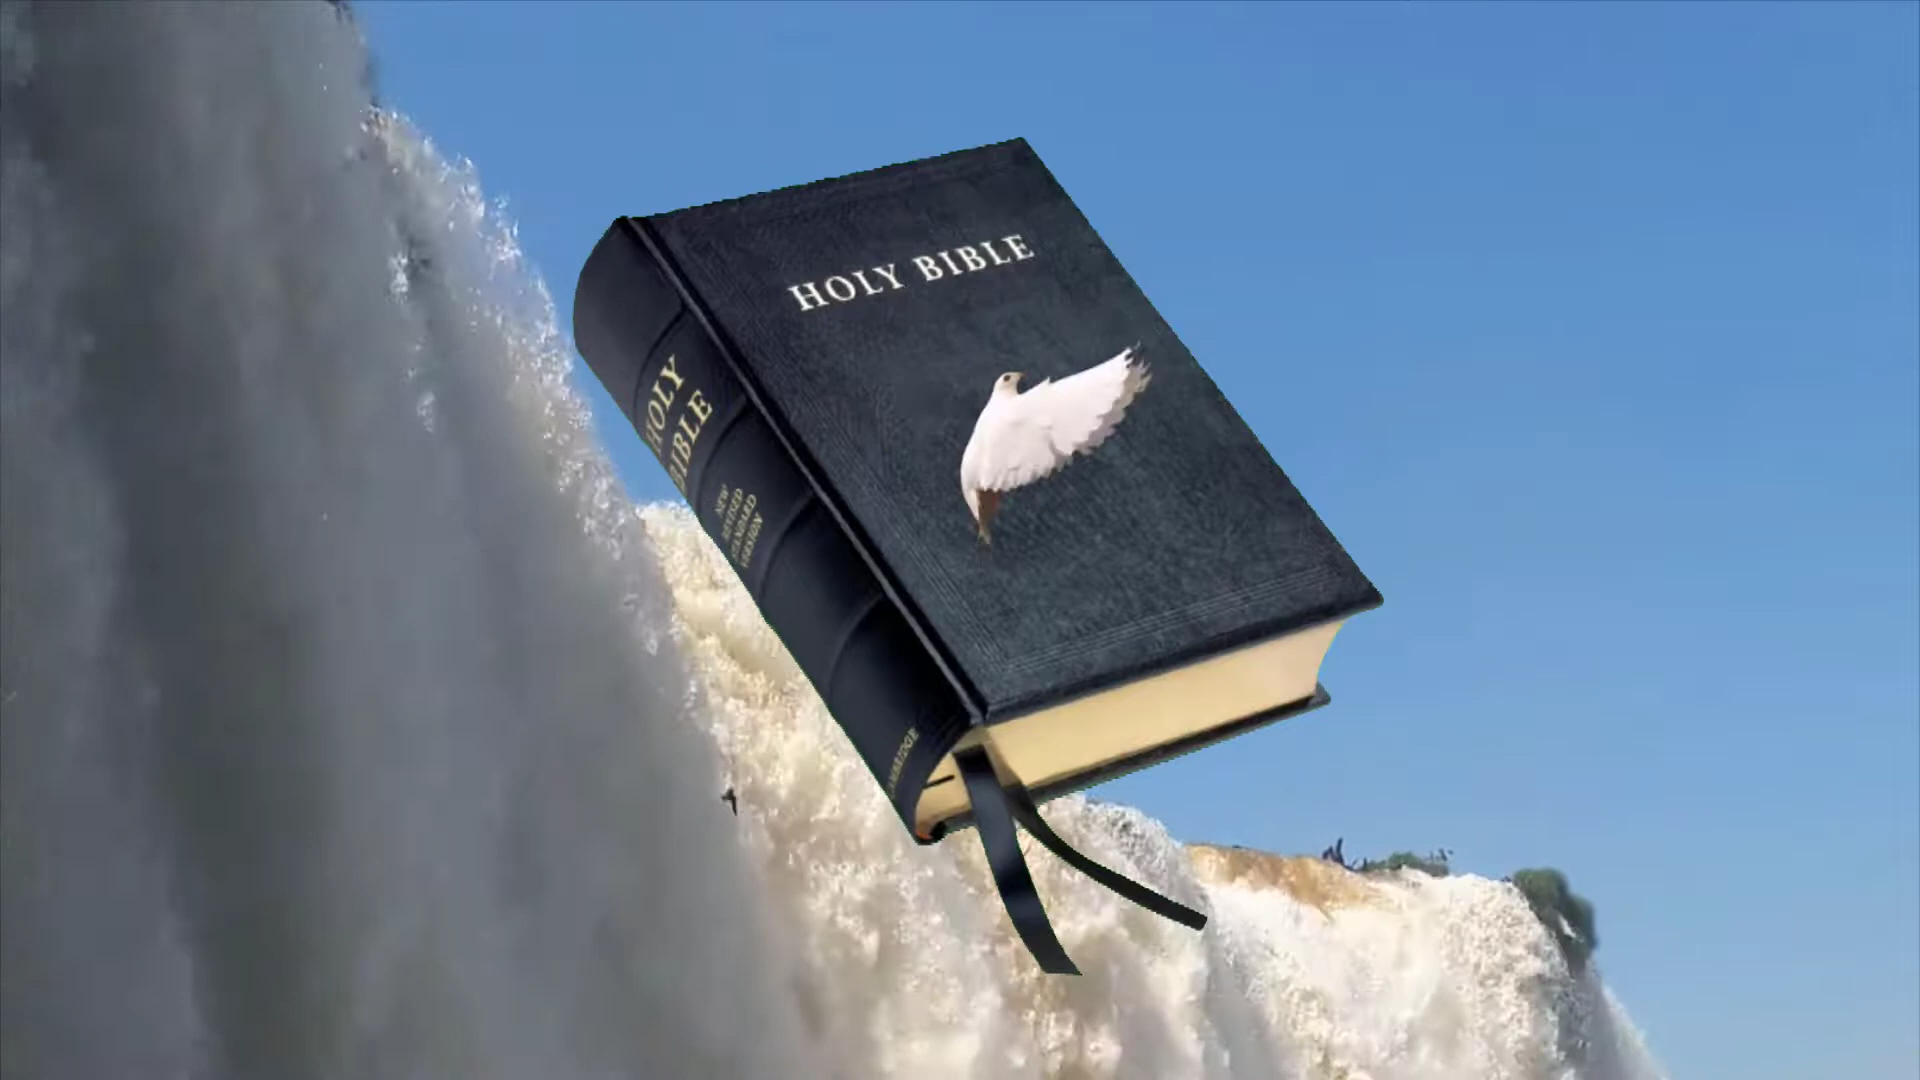 HOLY BIBLE
HOLY
BIBLE
NEW
REVISED
STANDARD
VERSION